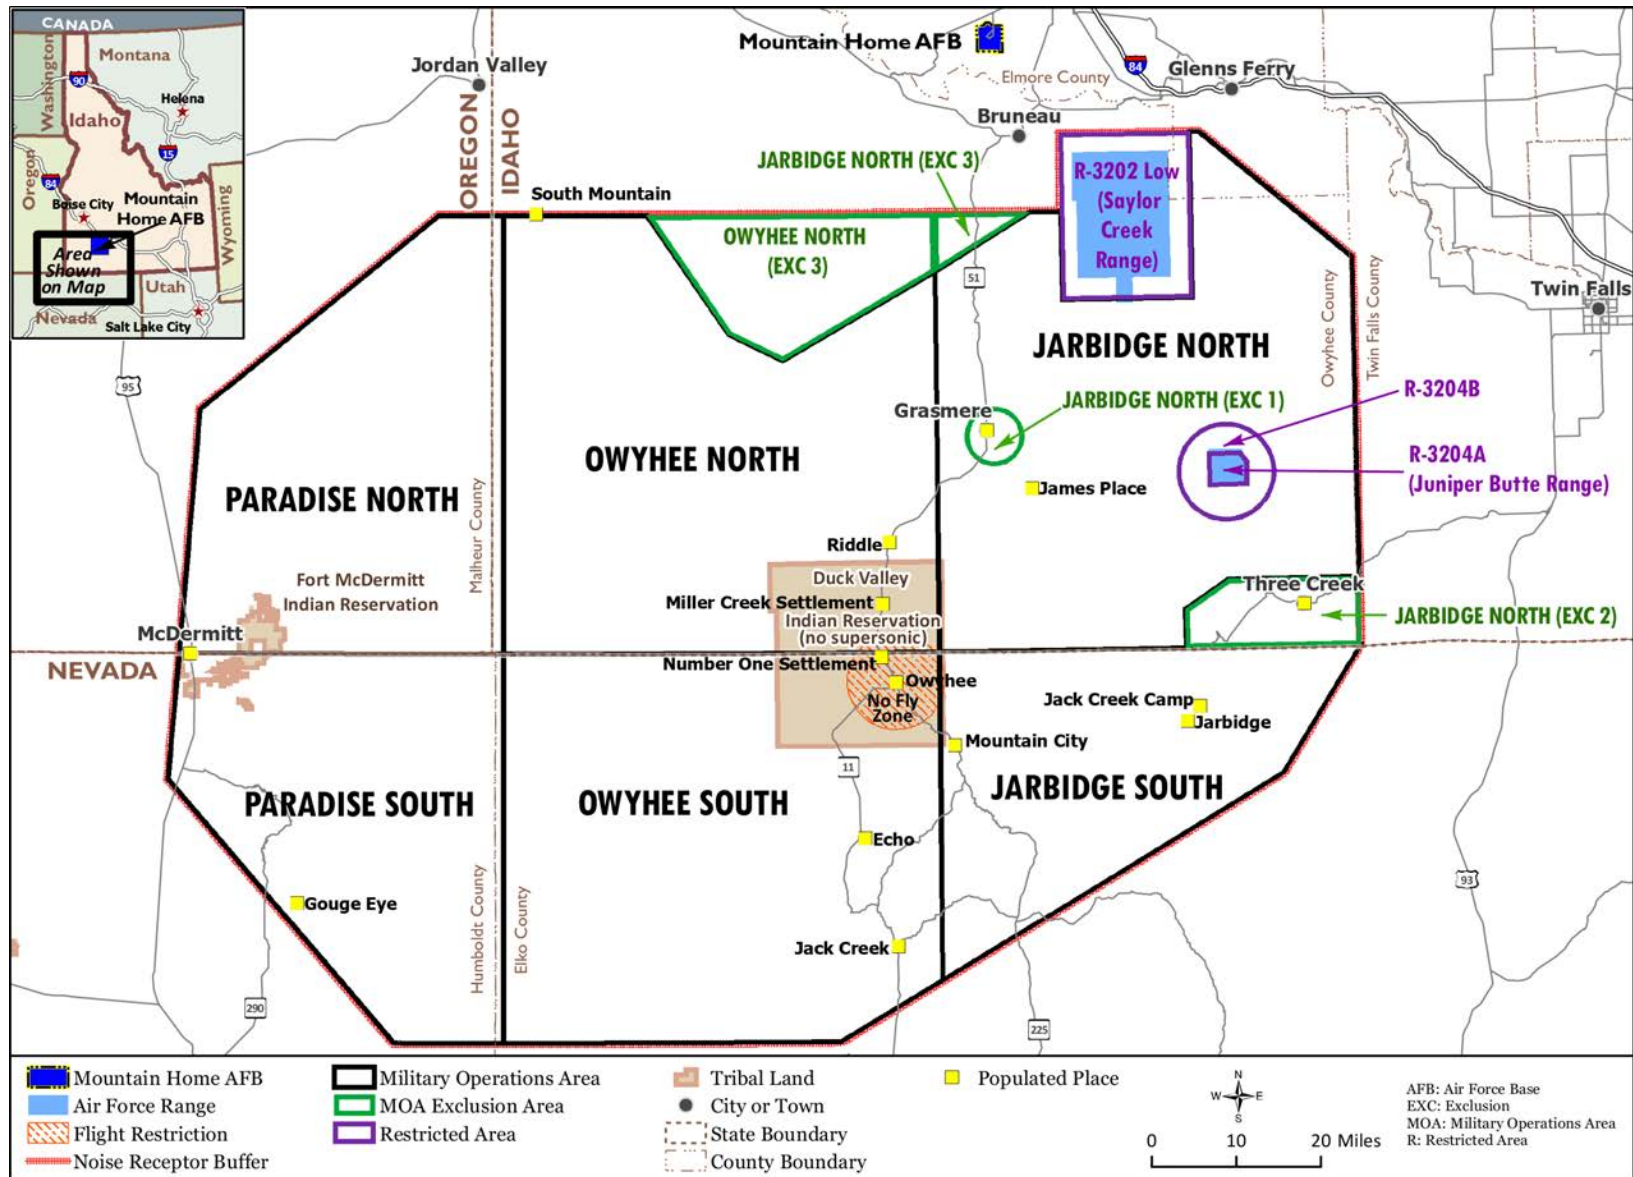 CANADA
Washington
Montana
90
Helena
Idaho
15
Oregon
84
Mountain
Home AFB
Boise City
Wyoming
Area
Shown
on Map
Utah
Nevada
Salt Lake City
Mountain Home AFB
Jordan Valley
84
Glenns Ferry
Elmore County
Bruneau
OREGON
IDAHO
JARBIDGE NORTH (EXC 3)
R-3202 Low
(Saylor
Creek
Range)
South Mountain
OWYHEE NORTH
(EXC 3)
51
Owyhee County
Twin Falls County
Twin Falls
JARBIDGE NORTH
95
R-3204B
Grasmere
JARBIDGE NORTH (EXC 1)
R-3204A
(Juniper Butte Range)
OWYHEE NORTH
PARADISE NORTH
Malheur County
James Place
Riddle
Duck Valley
Fort McDermitt
Indian Reservation
Three Creek
Miller Creek Settlement
Indian Reservation
(no supersonic)
JARBIDGE NORTH (EXC 2)
McDermitt
NEVADA
Number One Settlement
Owyhee
No Fly
Zone
Jack Creek Camp
Jarbidge
Mountain City
11
JARBIDGE SOUTH
PARADISE SOUTH
OWYHEE SOUTH
Echo
93
Gouge Eye
Humboldt County
Elko County
Jack Creek
290
225
Mountain Home AFB
Air Force Range
Flight Restriction
Noise Receptor Buffer
Military Operations Area
MOA Exclusion Area
Restricted Area
Tribal Land
City or Town
State Boundary
County Boundary
Populated Place
N
W E
S
0 10 20 Miles
AFB: Air Force Base
EXC: Exclusion
MOA: Military Operations Area
R: Restricted Area